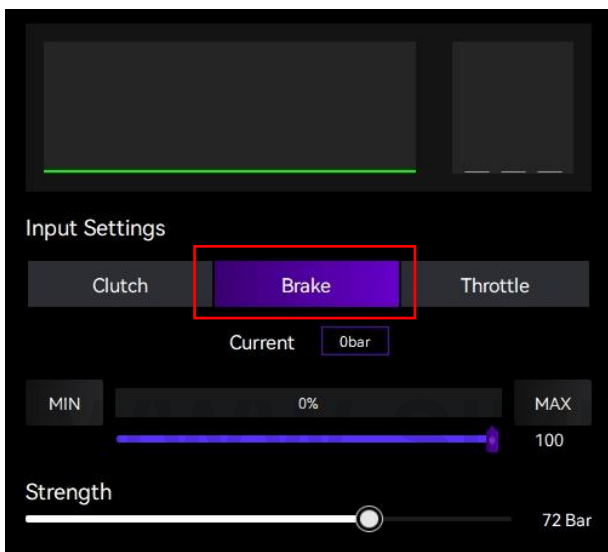 Input Settings
Clutch Brake Throttle
Current 0bar
MIN 0% MAX
100
Strength
72 Bar